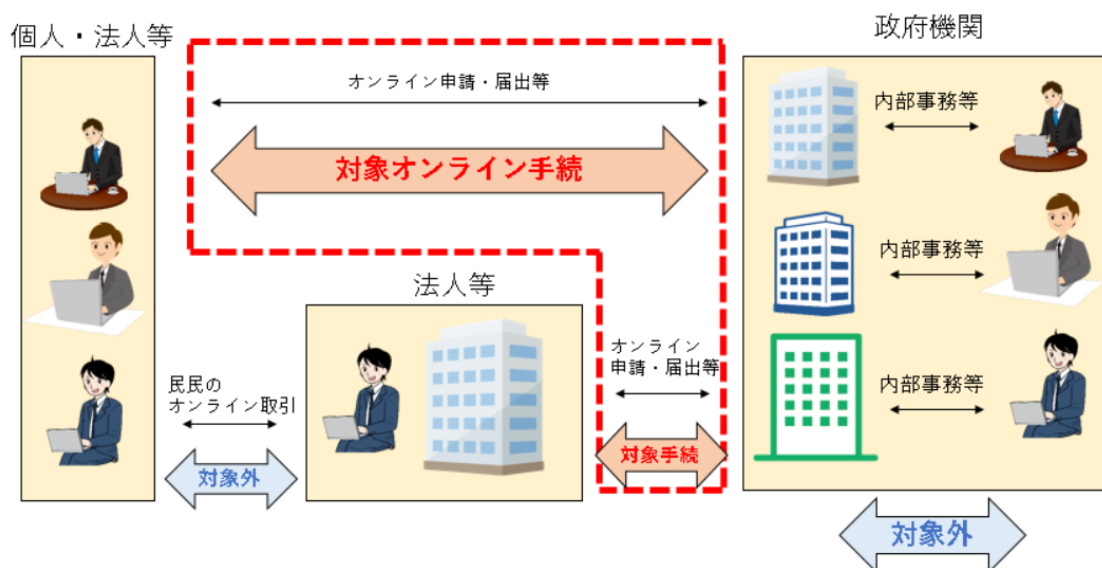 個人・法人等
政府機関
オンライン申請・届出等
対象オンライン手続
内部事務等
内部事務等
法人等
オンライン
申請・届出等
民民の
オンライン取引
内部事務等
対象外
対象手続
対象外